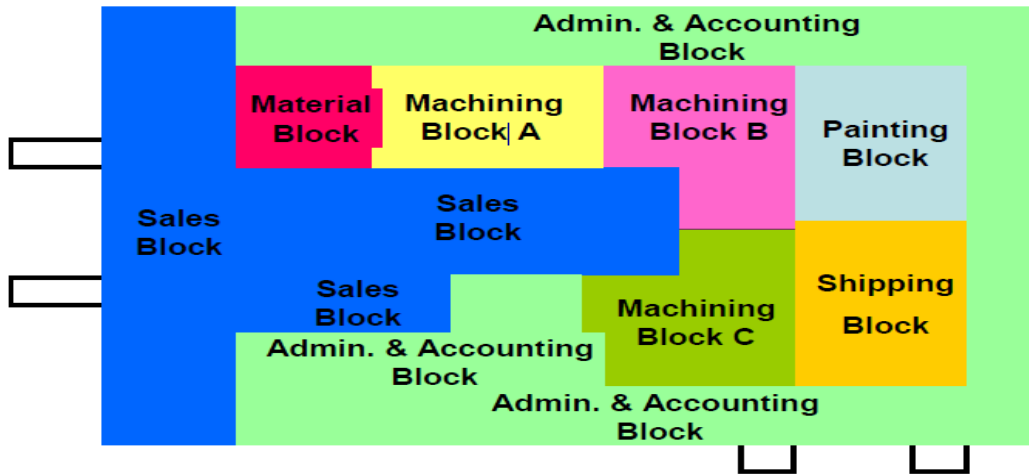 Admin. & Accounting
Block
Material
Block
Machining
Block A
Machining
Block B
Painting
Block
Sales
Block
Sales
Block
Sales
Block
Machining
Block C
Shipping
Block
Admin. & Accounting
Block
Admin. & Accounting
Block